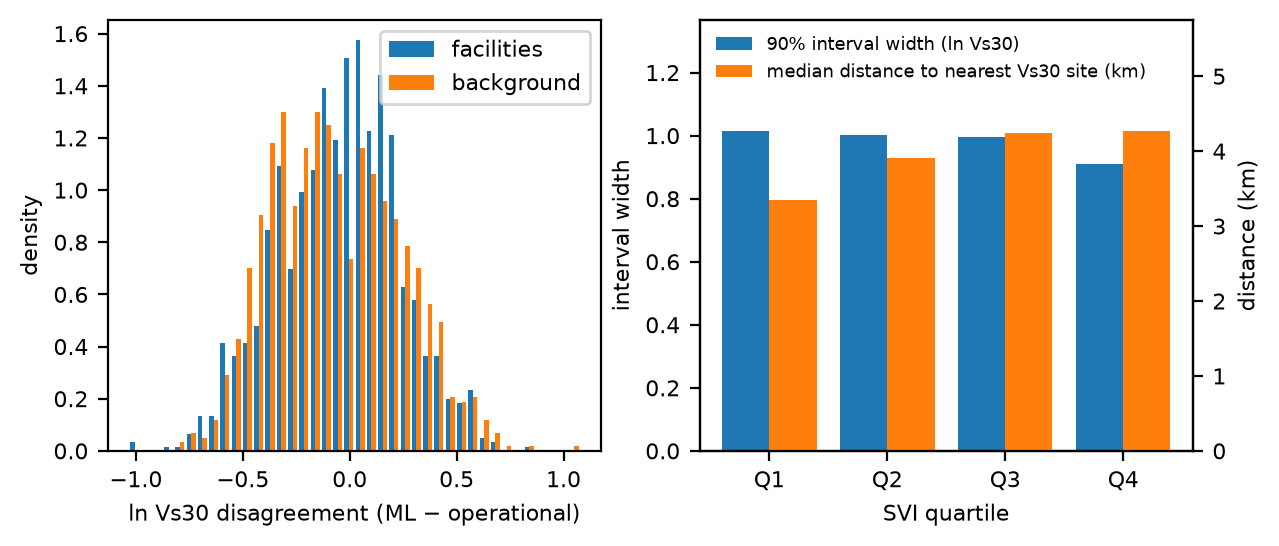 facilities
background
1.6
1.4
1.2
1.0
0.8
0.6
0.4
0.2
0.0
density
−1.0
−0.5
0.0
0.5
1.0
ln Vs30 disagreement (ML − operational)
90% interval width (ln Vs30)
median distance to nearest Vs30 site (km)
1.2
1.0
0.8
0.6
0.4
0.2
0.0
interval width
5
4
3
2
1
0
distance (km)
Q1
Q2
Q3
Q4
SVI quartile